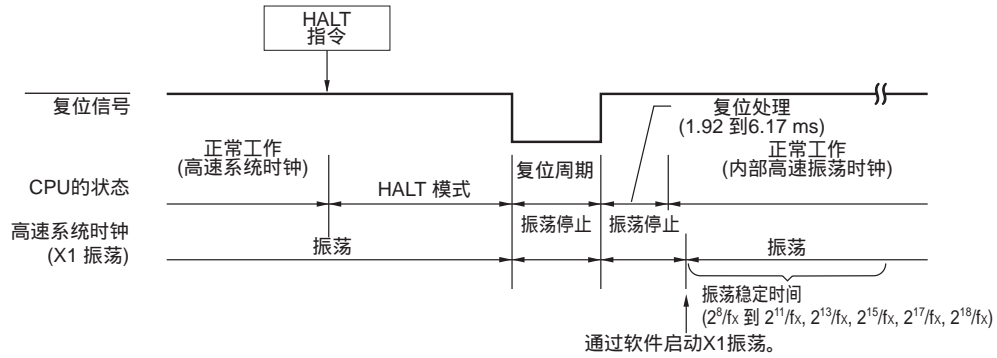 HALT
指令
复位信号
复位处理
(1.92 到6.17 ms)
正常工作
(高速系统时钟)
复位周期
正常工作
(内部高速振荡时钟)
CPU的状态
HALT 模式
高速系统时钟
(X1 振荡)
振荡
振荡停止
振荡停止
振荡
振荡稳定时间
(2⁸/fX 到 2¹¹/fX, 2¹³/fX, 2¹⁵/fX, 2¹⁷/fX, 2¹⁸/fX)
通过软件启动X1振荡。